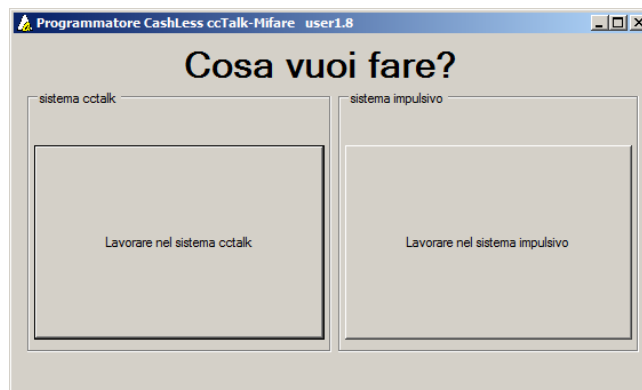 Programmatore CashLess ccTalk-Mifare user1.8
Cosa vuoi fare?
sistema cctalk
sistema impulsivo
Lavorare nel sistema cctalk
Lavorare nel sistema impulsivo